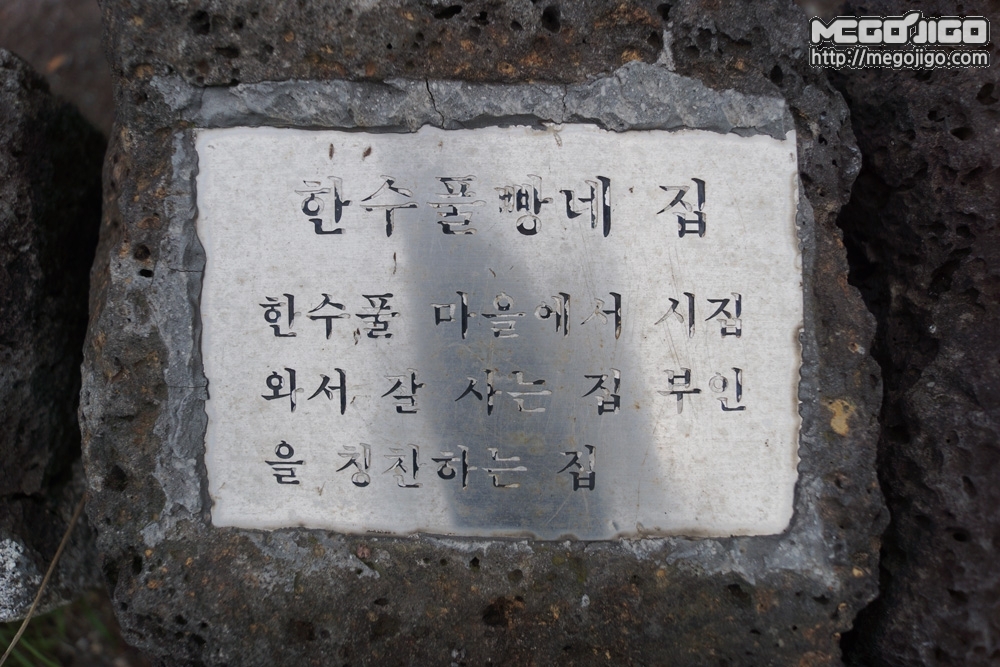 MEGOJIGO
http://megojigo.com
한수풀빵네 집
한수풀 마을에서 시집
와서 잘 사는 집 부인
을 칭찬하는 집